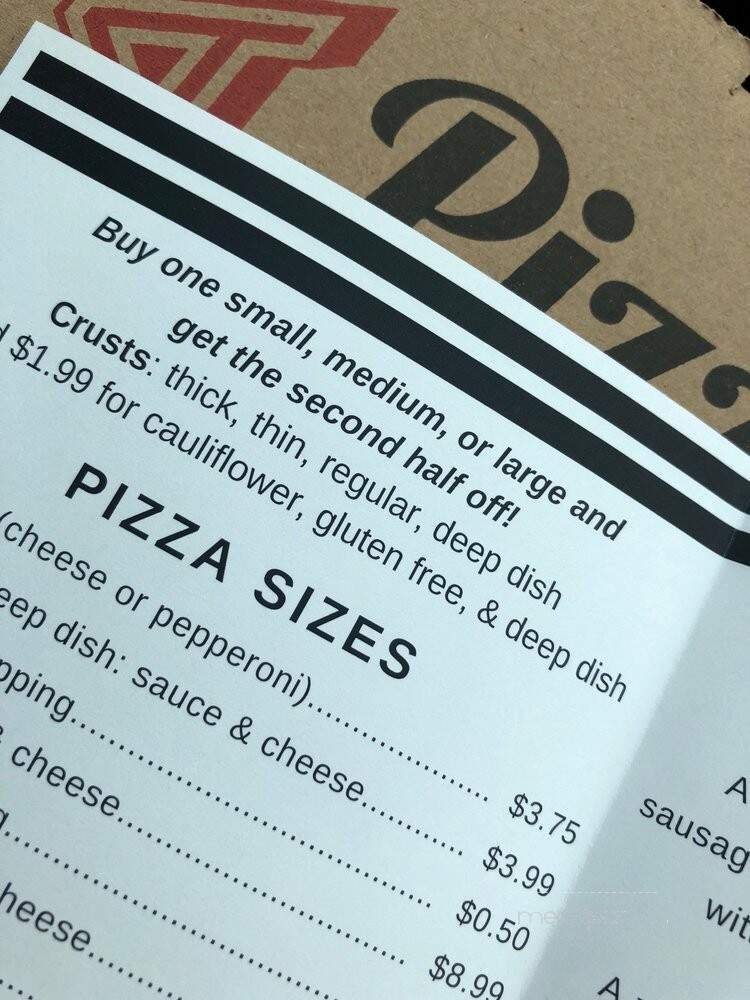 Pizz
Buy one small, medium, or large and
get the second half off!
Crusts: thick, thin, regular, deep dish
$1.99 for cauliflower, gluten free, & deep dish
PIZZA SIZES
(cheese or pepperoni)........................ $3.75
eep dish: sauce & cheese............. $3.99
pping................................................ $0.50
& cheese....................................... $8.99
g..................................................
heese.....................................
A
sausag
with
A